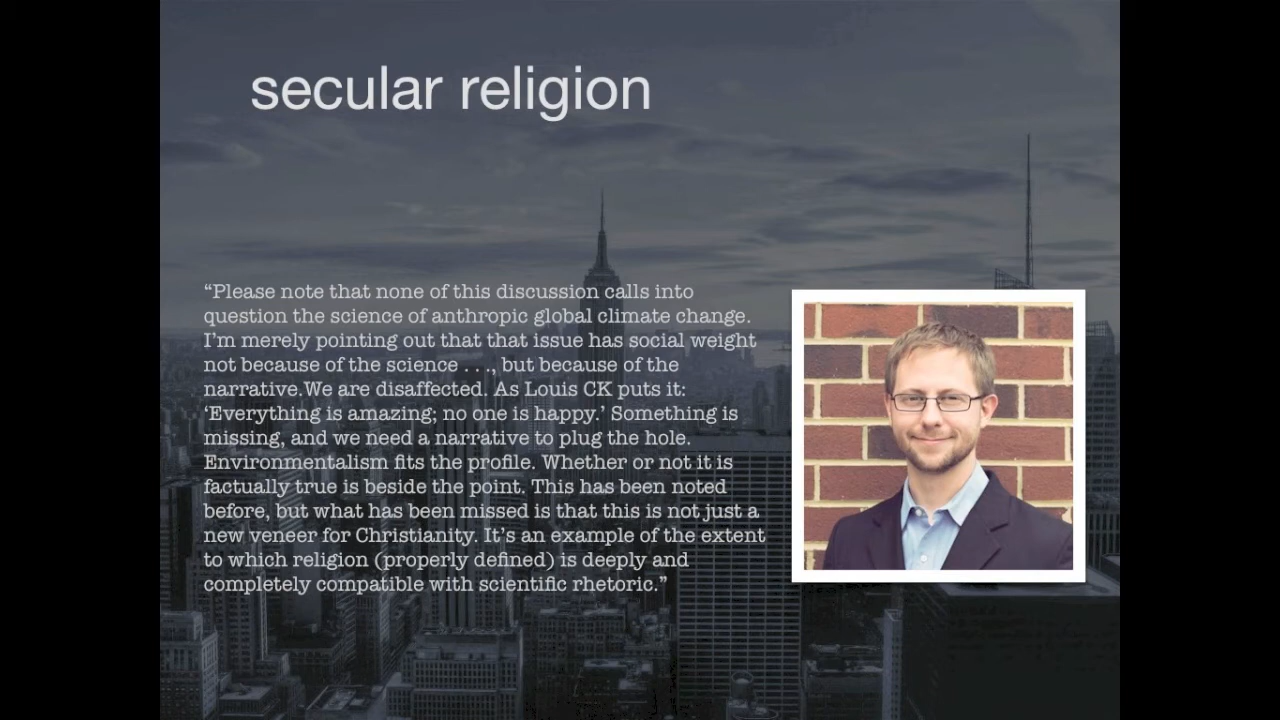 secular religion
“Please note that none of this discussion calls into
question the science of anthropic global climate change.
I’m merely pointing out that that issue has social weight
not because of the science . . ., but because of the
narrative.We are disaffected. As Louis CK puts it:
‘Everything is amazing; no one is happy.’ Something is
missing, and we need a narrative to plug the hole.
Environmentalism fits the profile. Whether or not it is
factually true is beside the point. This has been noted
before, but what has been missed is that this is not just a
new veneer for Christianity. It’s an example of the extent
to which religion (properly defined) is deeply and
completely compatible with scientific rhetoric.”